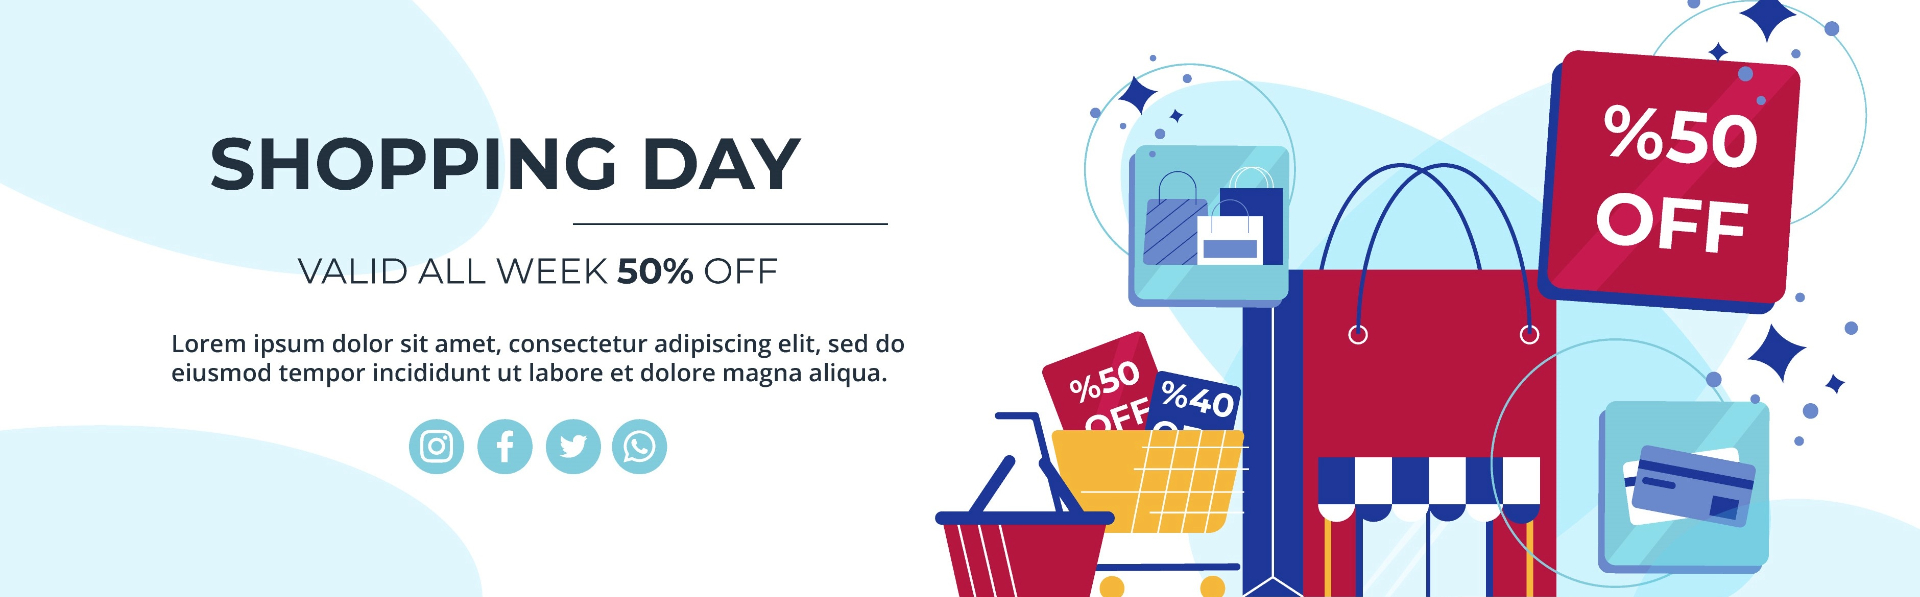 SHOPPING DAY
VALID ALL WEEK 50% OFF
Lorem ipsum dolor sit amet, consectetur adipiscing elit, sed do
eiusmod tempor incididunt ut labore et dolore magna aliqua.
%50
OFF
%50
OFF
%40